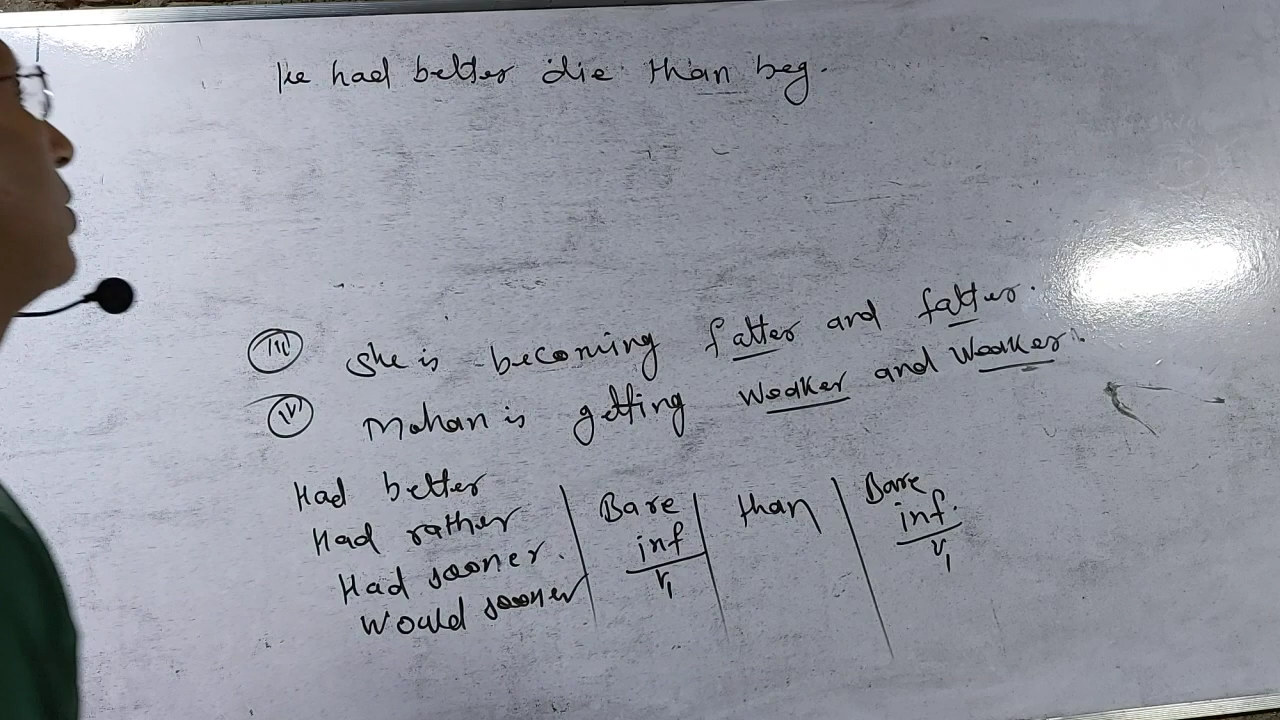 He had better die than beg.
(iii) She is becoming fatter and fatter.
(iv) Mohan is getting weaker and weaker.
Had better
Had rather
Had sooner.
Would sooner
Bare
inf
V1
than
Bare
inf.
V1